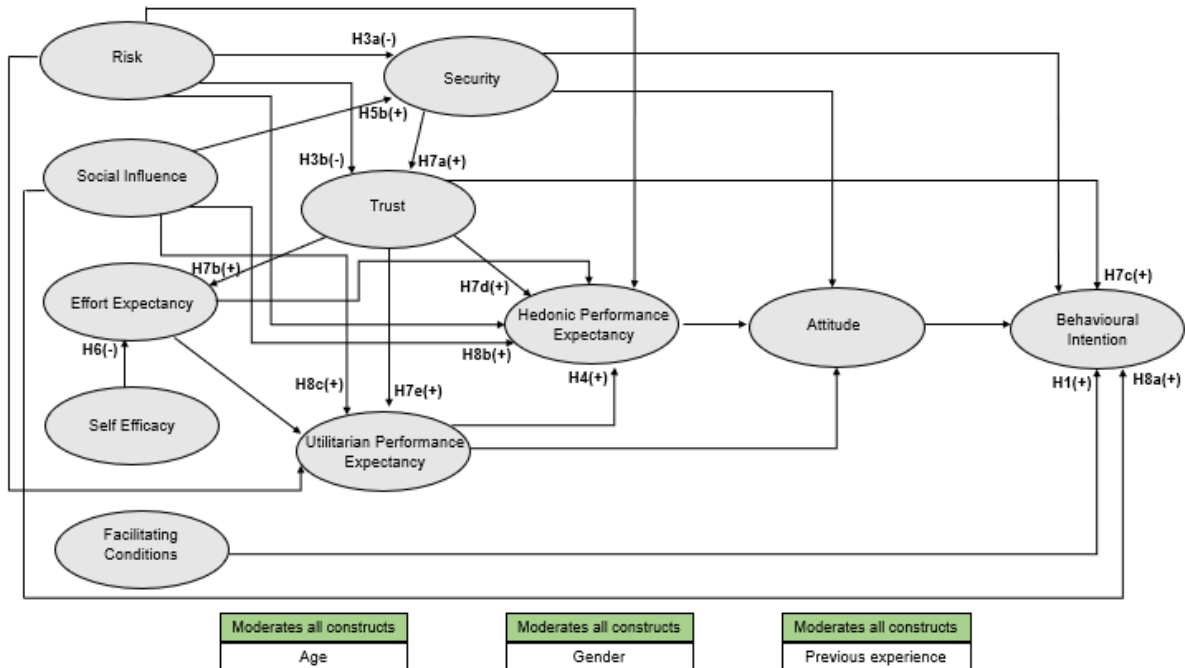 H3a(-)
Risk
Security
H5b(+)
H3b(-)
H7a(+)
Social Influence
Trust
H7b(+)
H7c(+)
Effort Expectancy
H7d(+)
Hedonic Performance
Expectancy
Attitude
Behavioural
Intention
H6(-)
H8b(+)
H8c(+)
H7e(+)
H4(+)
H1(+)
H8a(+)
Self Efficacy
Utilitarian Performance
Expectancy
Facilitating
Conditions
Moderates all constructs
Age
Moderates all constructs
Gender
Moderates all constructs
Previous experience